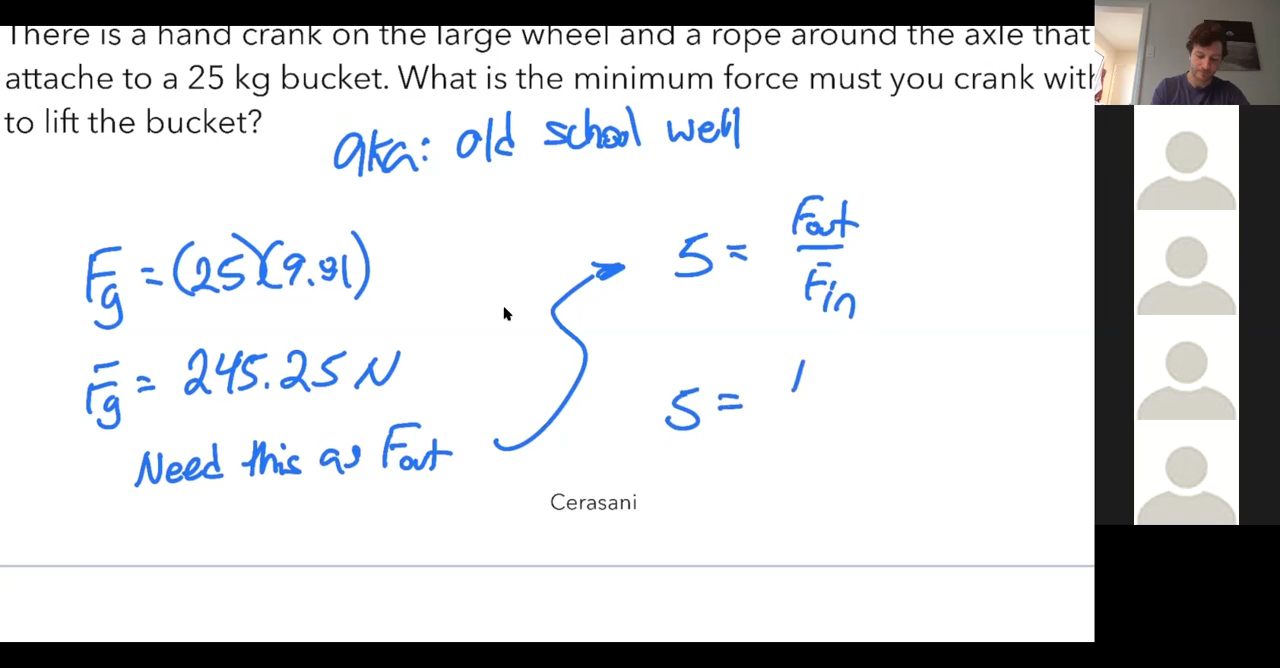 There is a hand crank on the large wheel and a rope around the axle that
attache to a 25 kg bucket. What is the minimum force must you crank with
to lift the bucket?
aka: old school well
Fg = (25)(9.81)
Fg = 245.25 N
Need this as Fout
5 = Fout / Fin
5 =
Cerasani